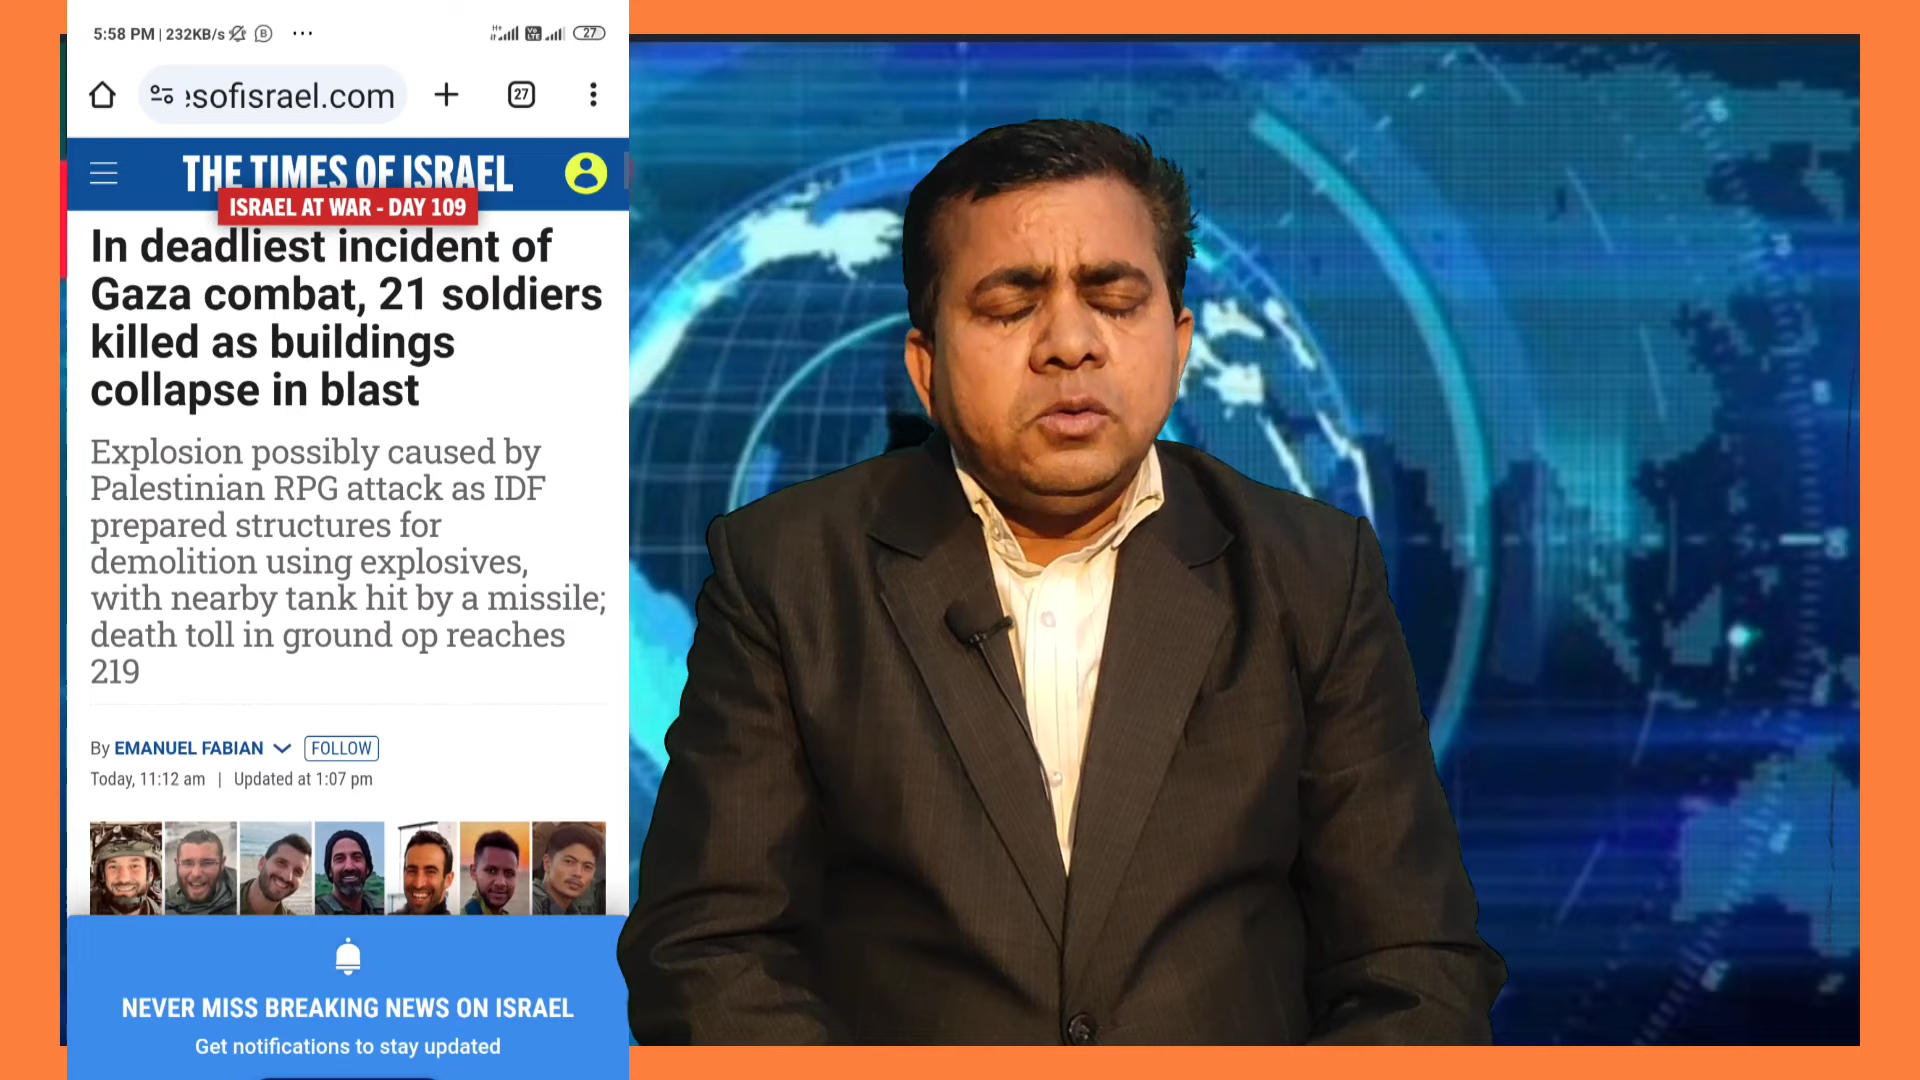 5:58 PM | 232KB/s
27
esofisrael.com
27
THE TIMES OF ISRAEL
ISRAEL AT WAR - DAY 109
In deadliest incident of
Gaza combat, 21 soldiers
killed as buildings
collapse in blast
Explosion possibly caused by
Palestinian RPG attack as IDF
prepared structures for
demolition using explosives,
with nearby tank hit by a missile;
death toll in ground op reaches
219
By EMANUEL FABIAN FOLLOW
Today, 11:12 am | Updated at 1:07 pm
NEVER MISS BREAKING NEWS ON ISRAEL
Get notifications to stay updated